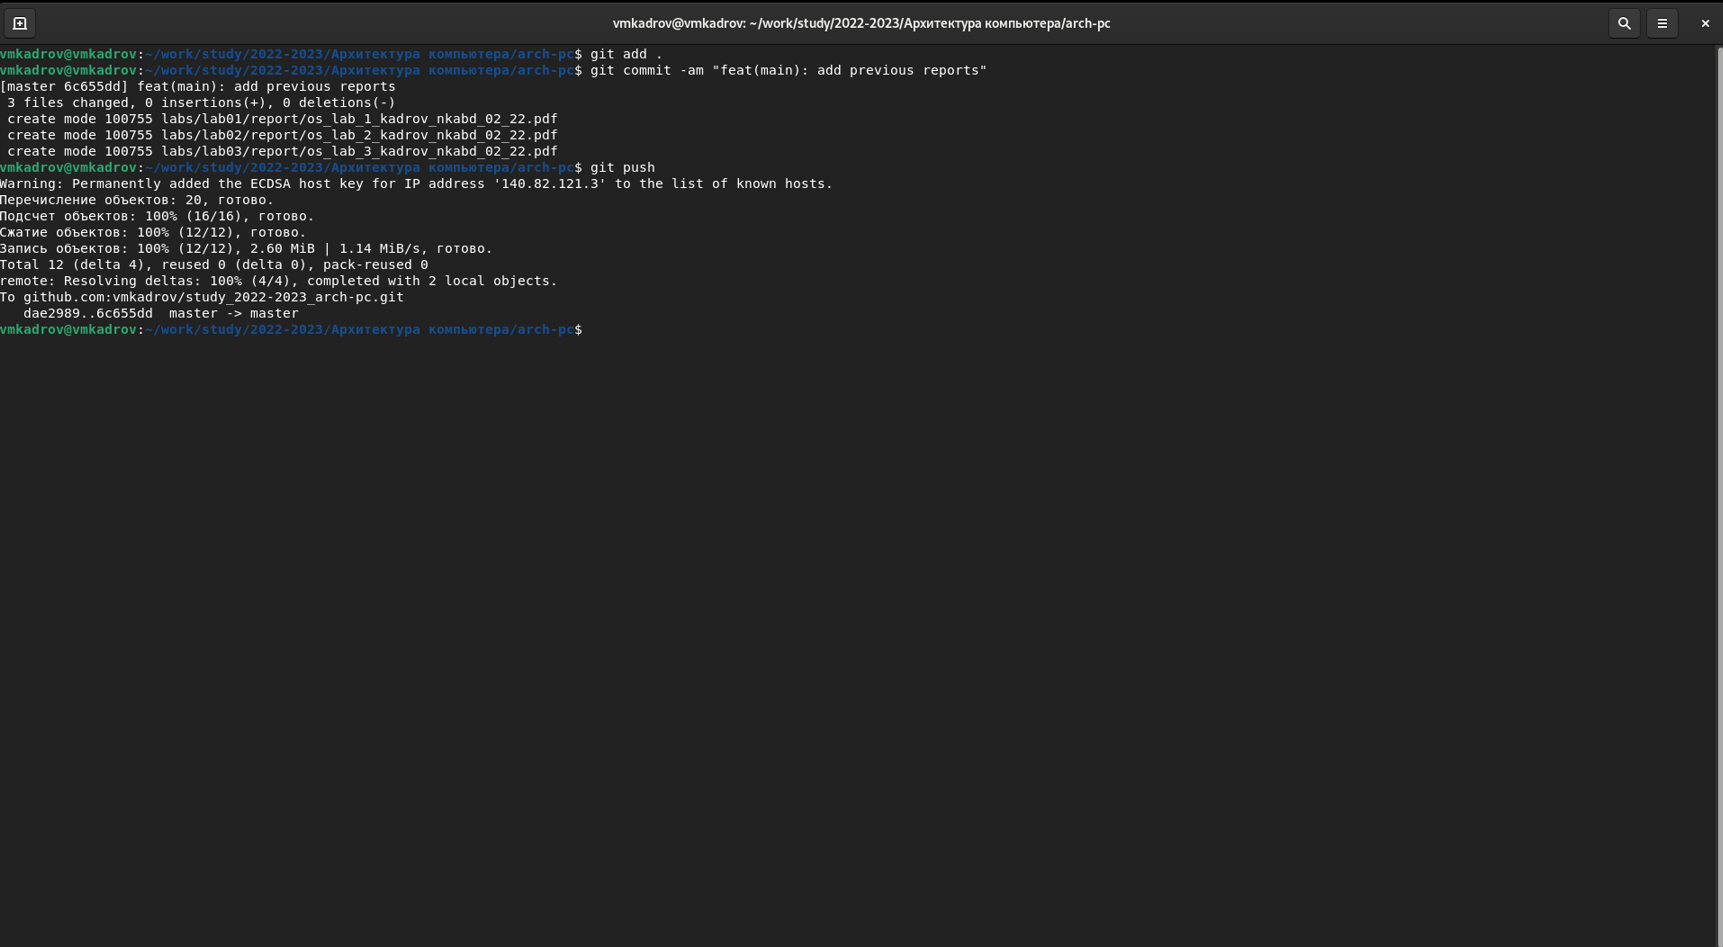 vmkadrov@vmkadrov: ~/work/study/2022-2023/Архитектура компьютера/arch-pc
vmkadrov@vmkadrov:~/work/study/2022-2023/Архитектура компьютера/arch-pc$ git add .
vmkadrov@vmkadrov:~/work/study/2022-2023/Архитектура компьютера/arch-pc$ git commit -am "feat(main): add previous reports"
[master 6c655dd] feat(main): add previous reports
 3 files changed, 0 insertions(+), 0 deletions(-)
 create mode 100755 labs/lab01/report/os_lab_1_kadrov_nkabd_02_22.pdf
 create mode 100755 labs/lab02/report/os_lab_2_kadrov_nkabd_02_22.pdf
 create mode 100755 labs/lab03/report/os_lab_3_kadrov_nkabd_02_22.pdf
vmkadrov@vmkadrov:~/work/study/2022-2023/Архитектура компьютера/arch-pc$ git push
Warning: Permanently added the ECDSA host key for IP address '140.82.121.3' to the list of known hosts.
Перечисление объектов: 20, готово.
Подсчет объектов: 100% (16/16), готово.
Сжатие объектов: 100% (12/12), готово.
Запись объектов: 100% (12/12), 2.60 MiB | 1.14 MiB/s, готово.
Total 12 (delta 4), reused 0 (delta 0), pack-reused 0
remote: Resolving deltas: 100% (4/4), completed with 2 local objects.
To github.com:vmkadrov/study_2022-2023_arch-pc.git
   dae2989..6c655dd  master -> master
vmkadrov@vmkadrov:~/work/study/2022-2023/Архитектура компьютера/arch-pc$